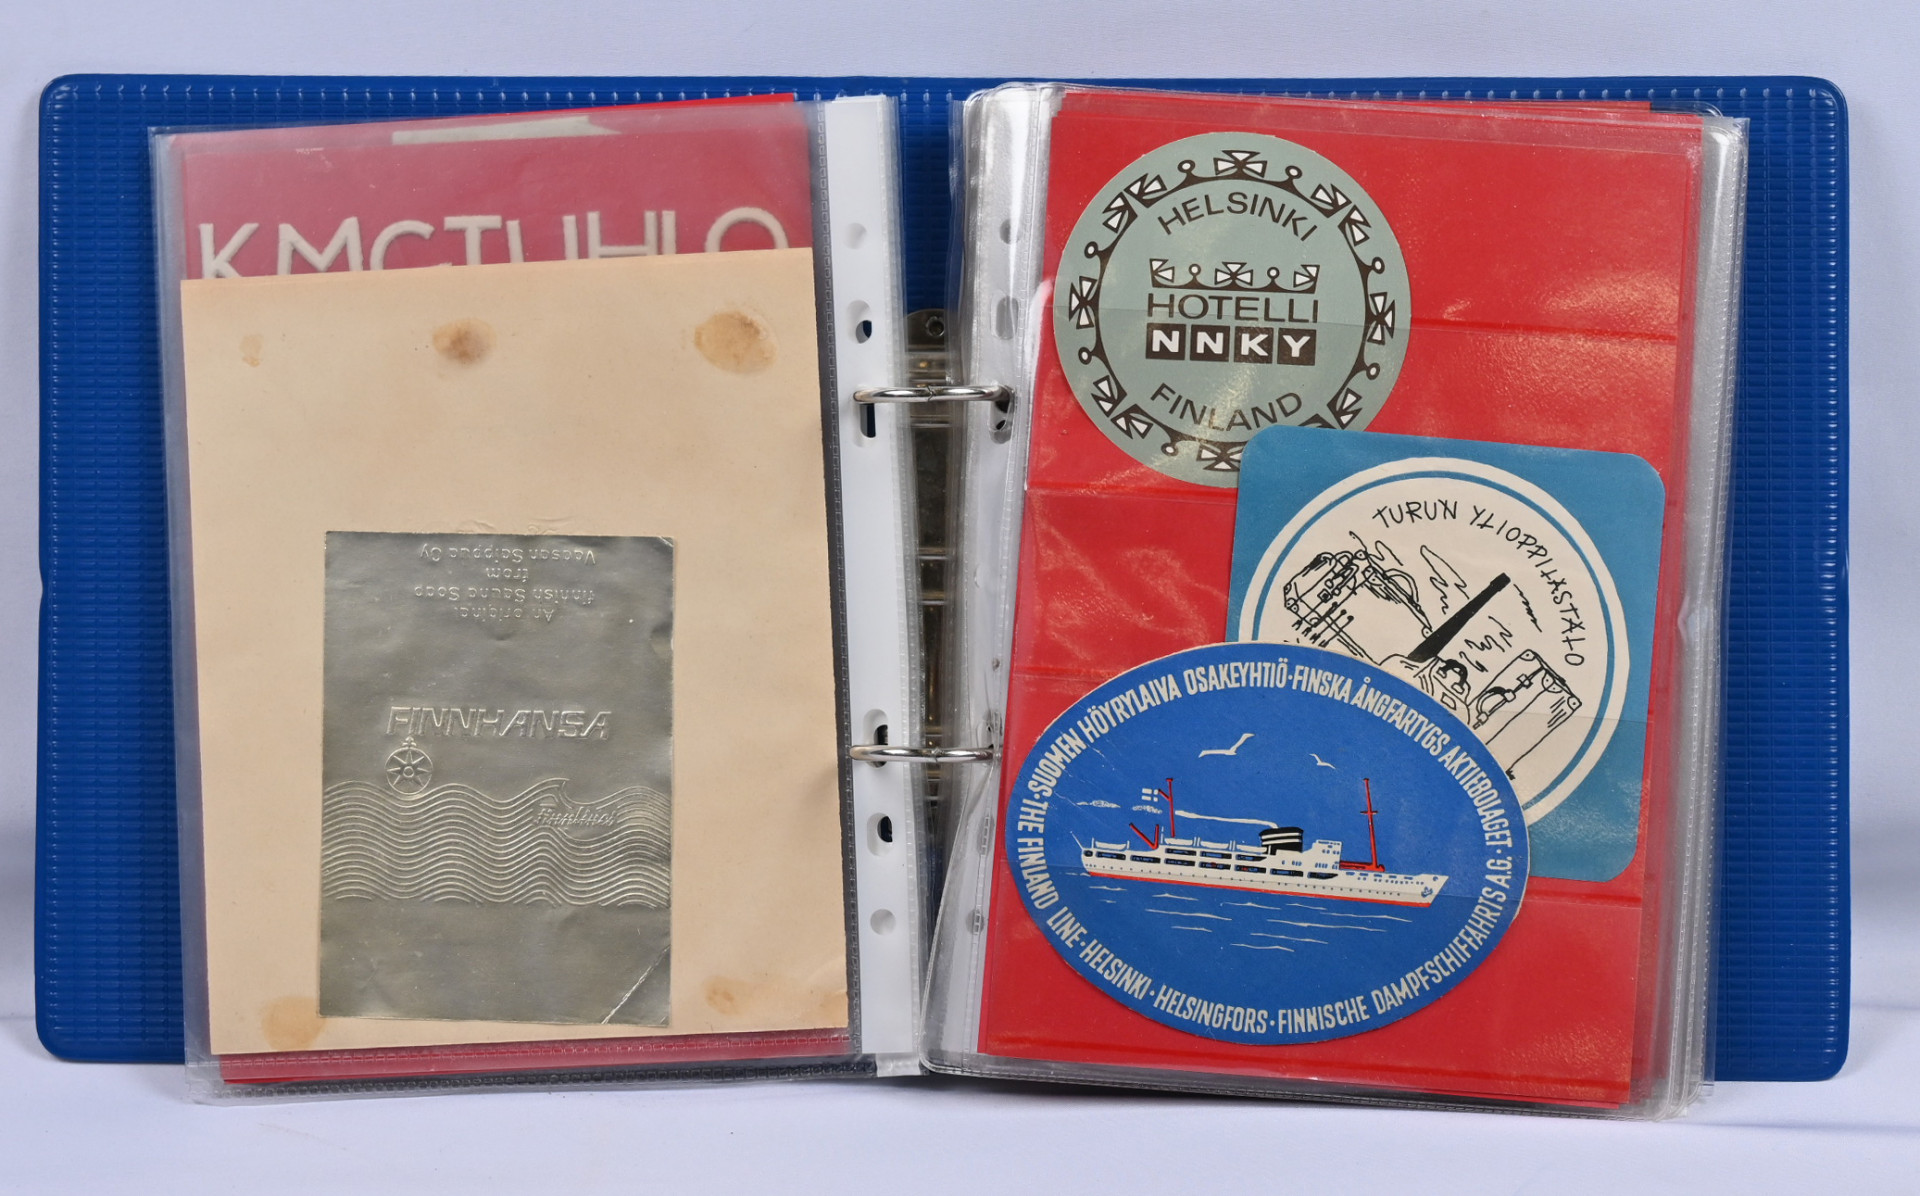 KMCTUHLO
Vaasan Saippua Oy
from
Finnish Sauna Soap
An original
FINNHANSA
Finnlines
HELSINKI
HOTELLI
NNKY
FINLAND
TURUN YLIOPPILASTALO
THE FINLAND LINE · HELSINKI · HELSINGFORS · FINNISCHE DAMPFSCHIFFAHRTS A.G. ·
SUOMEN HÖYRYLAIVA OSAKEYHTIÖ · FINSKA ÅNGFARTYGS AKTIEBOLAGET ·